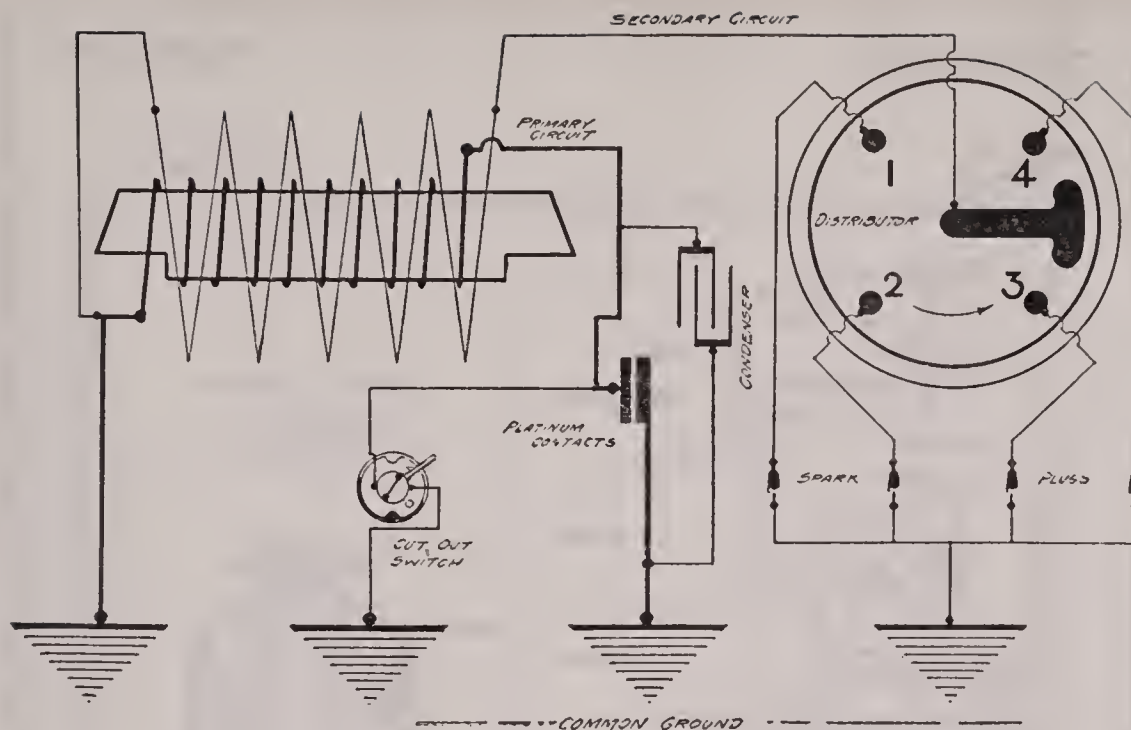 SECONDARY CIRCUIT
PRIMARY
CIRCUIT
1
4
DISTRIBUTOR
2
3
CONDENSER
PLATINUM
CONTACTS
SPARK
PLUGS
CUT OUT
SWITCH
COMMON GROUND